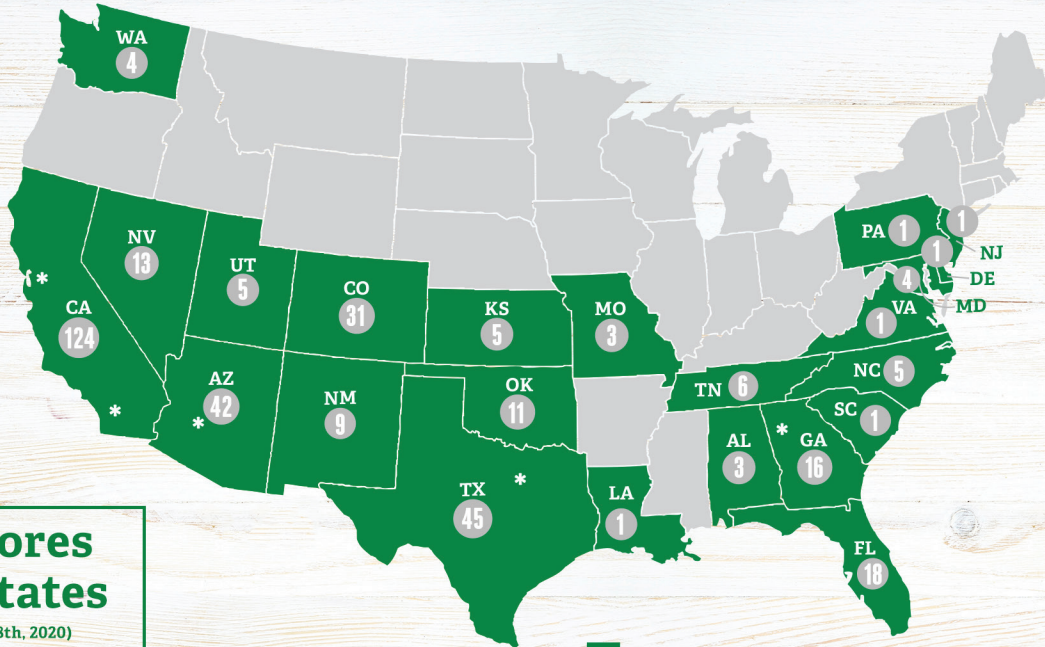 WA
4
NV
13
UT
5
CO
31
CA
124
*
*
AZ
42
*
NM
9
KS
5
OK
11
TX
45
*
MO
3
LA
1
TN 6
AL
3
*
GA
16
FL
18
SC
1
NC 5
VA
1
PA 1
1
1
4
NJ
DE
MD
ores
tates
8th, 2020)